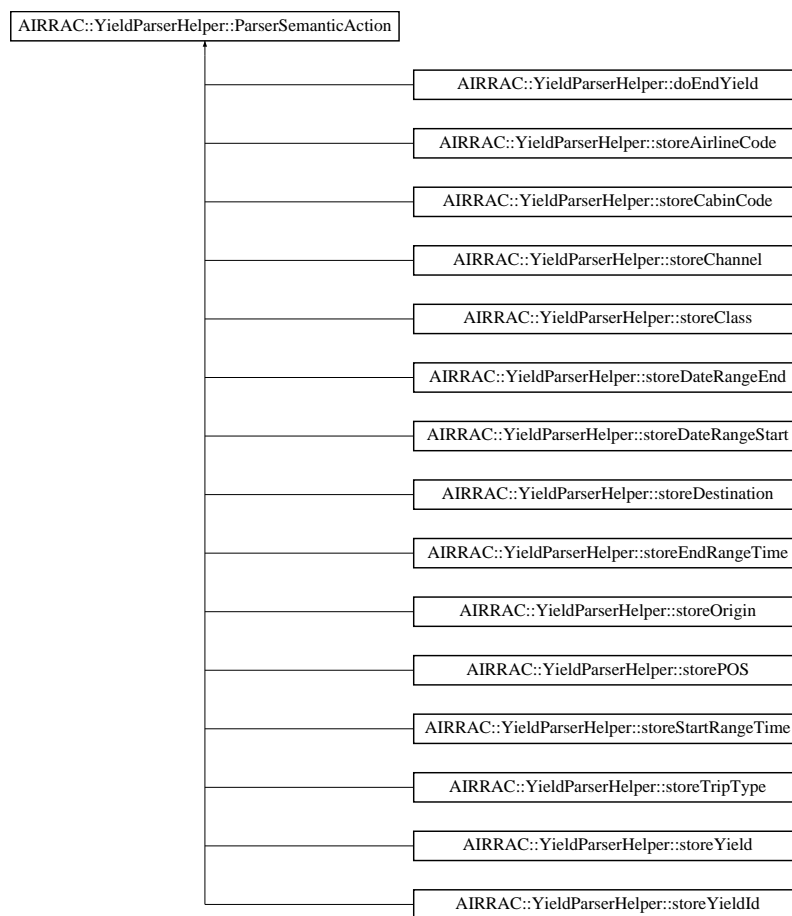 AIRRAC::YieldParserHelper::ParserSemanticAction
AIRRAC::YieldParserHelper::doEndYield
AIRRAC::YieldParserHelper::storeAirlineCode
AIRRAC::YieldParserHelper::storeCabinCode
AIRRAC::YieldParserHelper::storeChannel
AIRRAC::YieldParserHelper::storeClass
AIRRAC::YieldParserHelper::storeDateRangeEnd
AIRRAC::YieldParserHelper::storeDateRangeStart
AIRRAC::YieldParserHelper::storeDestination
AIRRAC::YieldParserHelper::storeEndRangeTime
AIRRAC::YieldParserHelper::storeOrigin
AIRRAC::YieldParserHelper::storePOS
AIRRAC::YieldParserHelper::storeStartRangeTime
AIRRAC::YieldParserHelper::storeTripType
AIRRAC::YieldParserHelper::storeYield
AIRRAC::YieldParserHelper::storeYieldId